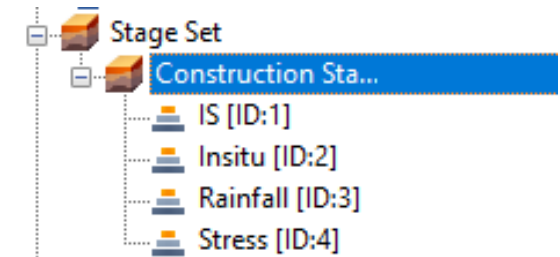 Stage Set
Construction Sta...
IS [ID:1]
Insitu [ID:2]
Rainfall [ID:3]
Stress [ID:4]